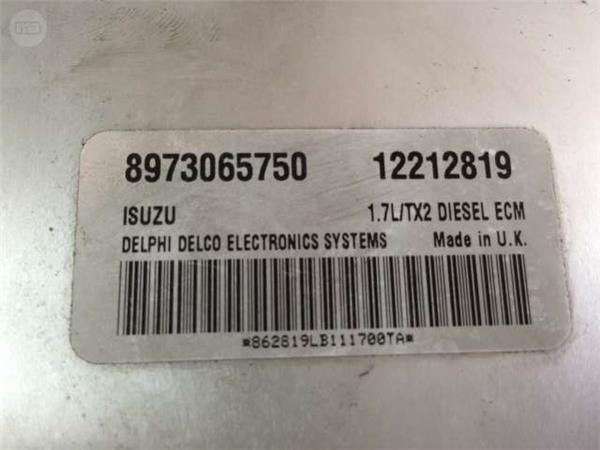 8973065750 12212819
ISUZU 1.7L/TX2 DIESEL ECM
DELPHI DELCO ELECTRONICS SYSTEMS Made in U.K.
*862819LB111700TA*